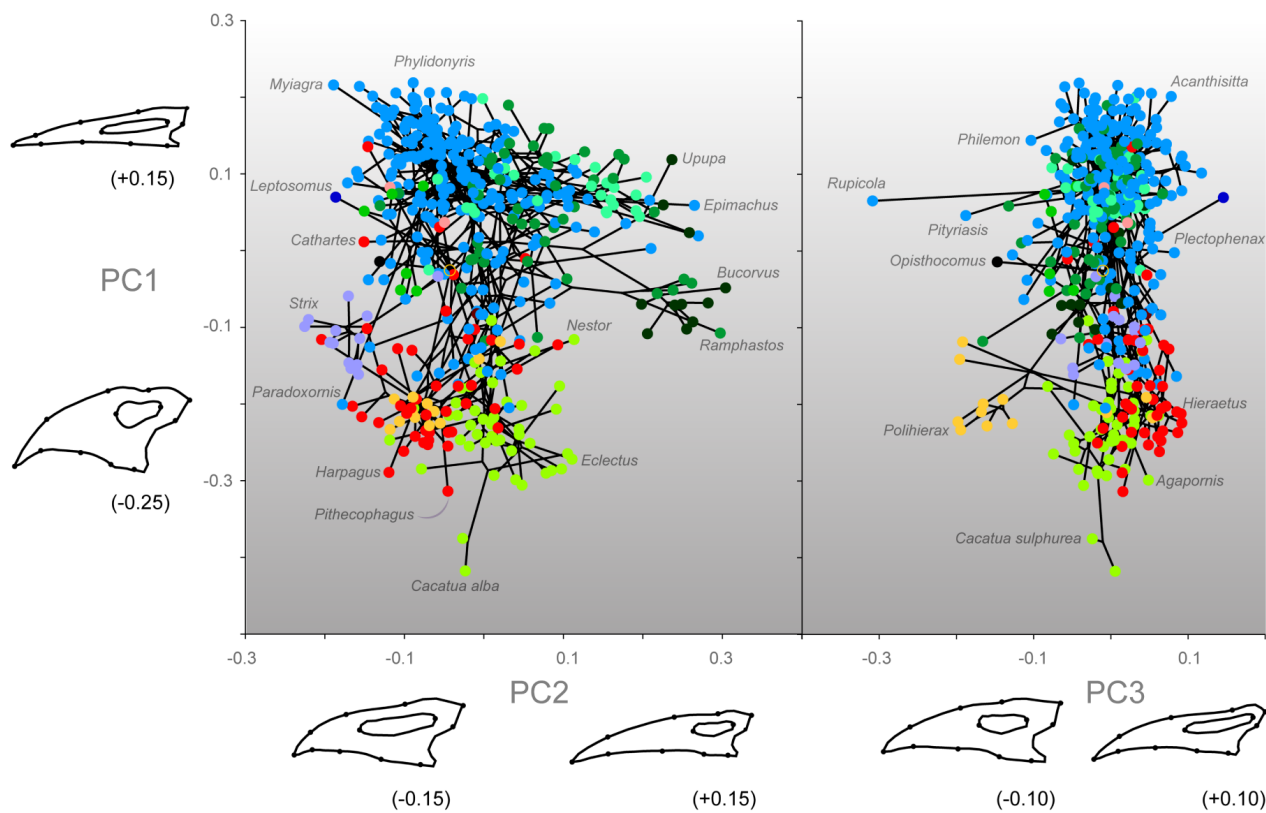 0.3
Phylidonyris
Myiagra
Acanthisitta
Philemon
(+0.15)
0.1
Upupa
Leptosomus
Rupicola
Epimachus
Pityriasis
Cathartes
Plectophenax
PC1
Opisthocomus
Bucorvus
Strix
-0.1
Nestor
Ramphastos
Paradoxornis
Hieraetus
Polihierax
Eclectus
Harpagus
-0.3
Agapornis
(-0.25)
Pithecophagus
Cacatua sulphurea
Cacatua alba
-0.3
-0.1
0.1
0.3
-0.3
-0.1
0.1
PC2
PC3
(-0.15)
(+0.15)
(-0.10)
(+0.10)